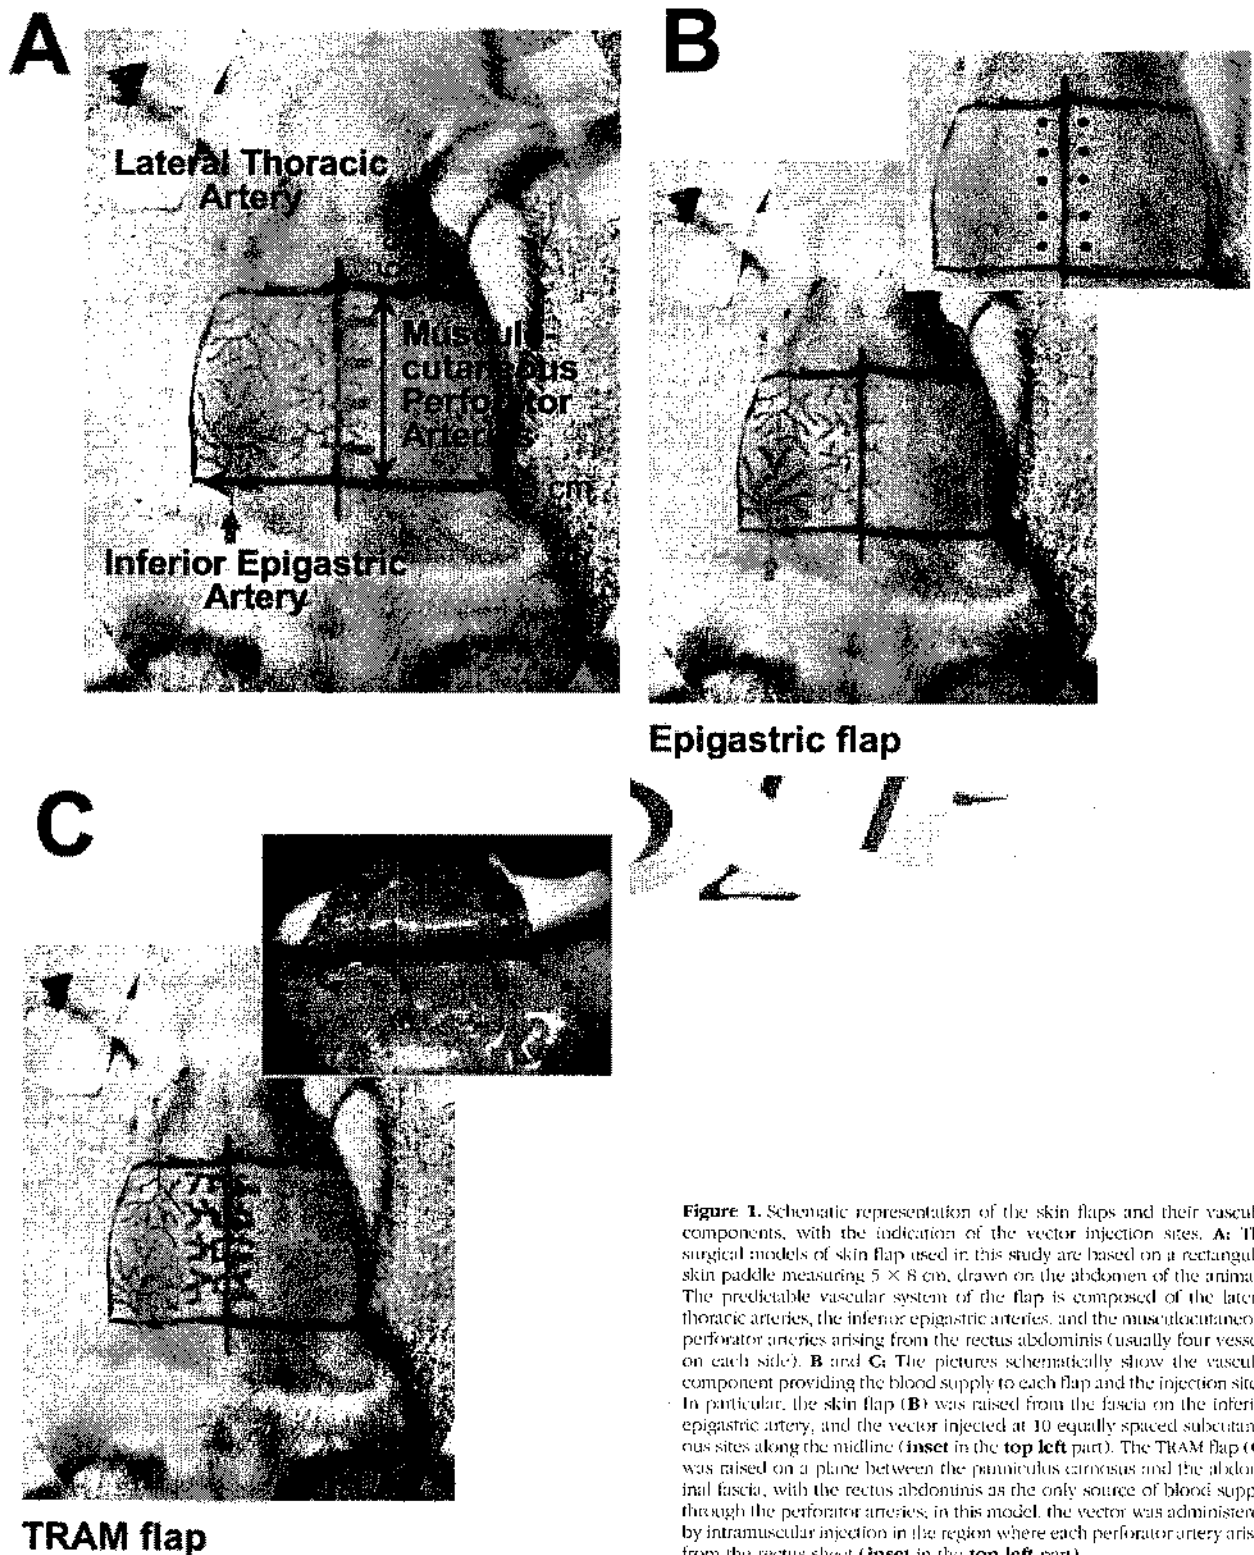 A
Lateral Thoracic
Artery
Musculo-
cutaneous
Perforator
Arteries
cm
Inferior Epigastric
Artery
B
Epigastric flap
C
TRAM flap
Figure 1. Schematic representation of the skin flaps and their vascul
components, with the indication of the vector injection sites. A: Th
surgical models of skin flap used in this study are based on a rectangul
skin paddle measuring 5 × 8 cm, drawn on the abdomen of the anima
The predictable vascular system of the flap is composed of the later
thoracic arteries, the inferior epigastric arteries, and the musculocutaneo
perforator arteries arising from the rectus abdominis (usually four vesse
on each side). B and C: The pictures schematically show the vascul
component providing the blood supply to each flap and the injection site
In particular, the skin flap (B) was raised from the fascia on the inferi
epigastric artery, and the vector injected at 10 equally spaced subcutan
ous sites along the midline (inset in the top left part). The TRAM flap (
was raised on a plane between the panniculus carnosus and the abdom
inal fascia, with the rectus abdominis as the only source of blood supp
through the perforator arteries; in this model, the vector was administere
by intramuscular injection in the region where each perforator artery aris
from the rectus sheet (inset in the top left part).